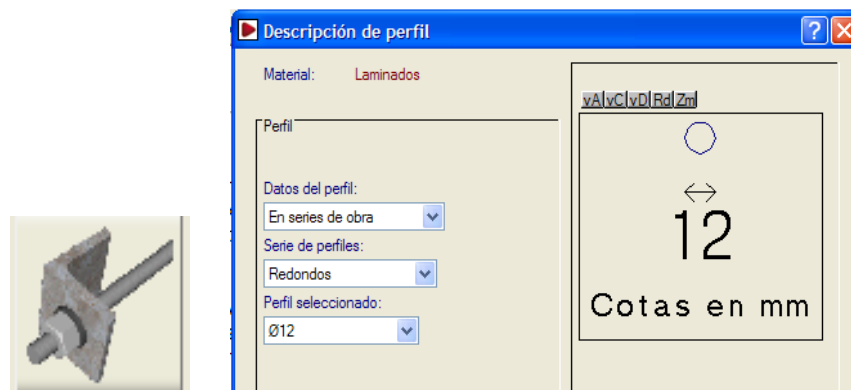 Descripción de perfil
Material: Laminados
Perfil
Datos del perfil:
En series de obra
Serie de perfiles:
Redondos
Perfil seleccionado:
Ø12
vA vC vD Rd Zm
12
Cotas en mm